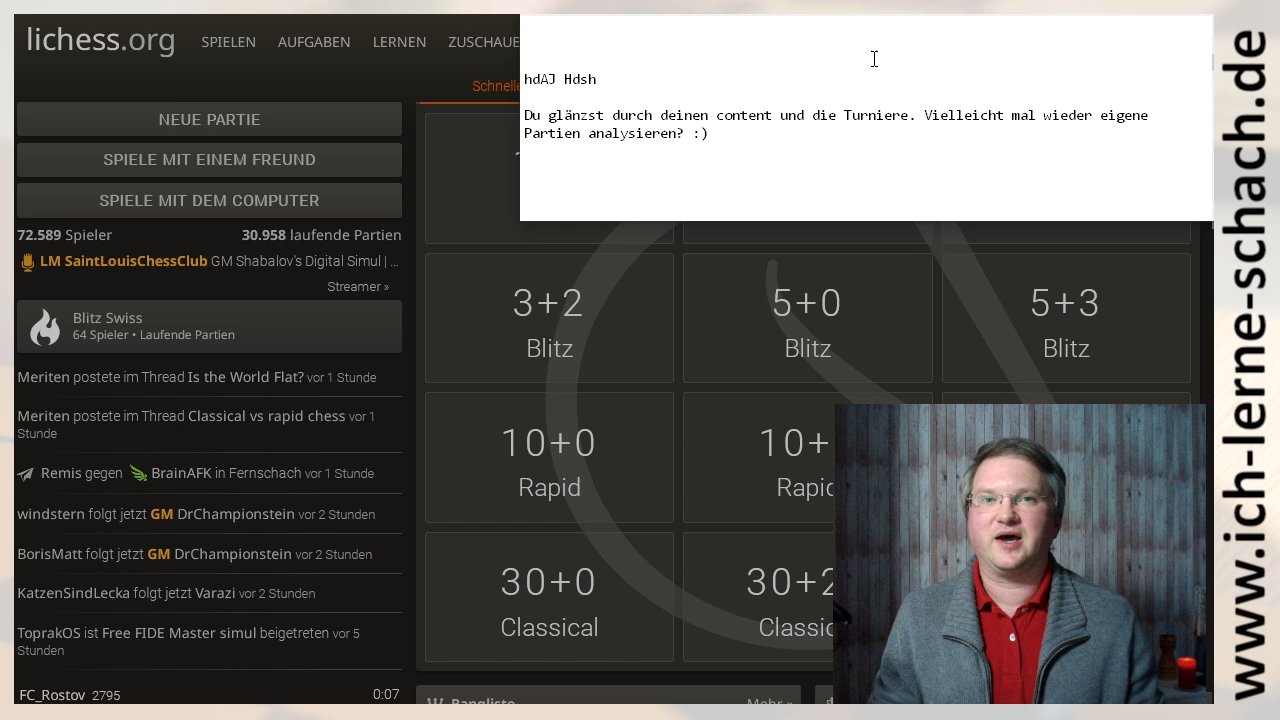 lichess.org
SPIELEN AUFGABEN LERNEN ZUSCHAUE
Schnelle
hdAJ Hdsh
Du glänzst durch deinen content und die Turniere. Vielleicht mal wieder eigene
Partien analysieren? :)
NEUE PARTIE
SPIELE MIT EINEM FREUND
SPIELE MIT DEM COMPUTER
72.589 Spieler 30.958 laufende Partien
LM SaintLouisChessClub GM Shabalov's Digital Simul | ...
Streamer »
Blitz Swiss
64 Spieler • Laufende Partien
Meriten postete im Thread Is the World Flat? vor 1 Stunde
Meriten postete im Thread Classical vs rapid chess vor 1
Stunde
Remis gegen BrainAFK in Fernschach vor 1 Stunde
windstern folgt jetzt GM DrChampionstein vor 2 Stunden
BorisMatt folgt jetzt GM DrChampionstein vor 2 Stunden
KatzenSindLecka folgt jetzt Varazi vor 2 Stunden
ToprakOS ist Free FIDE Master simul beigetreten vor 5
Stunden
FC_Rostov 2795 0:07
3+2 5+0 5+3
Blitz Blitz Blitz
10+0 10+
Rapid Rapid
30+0 30+2
Classical Classic
Rangliste Mehr »
www.ich-lerne-schach.de